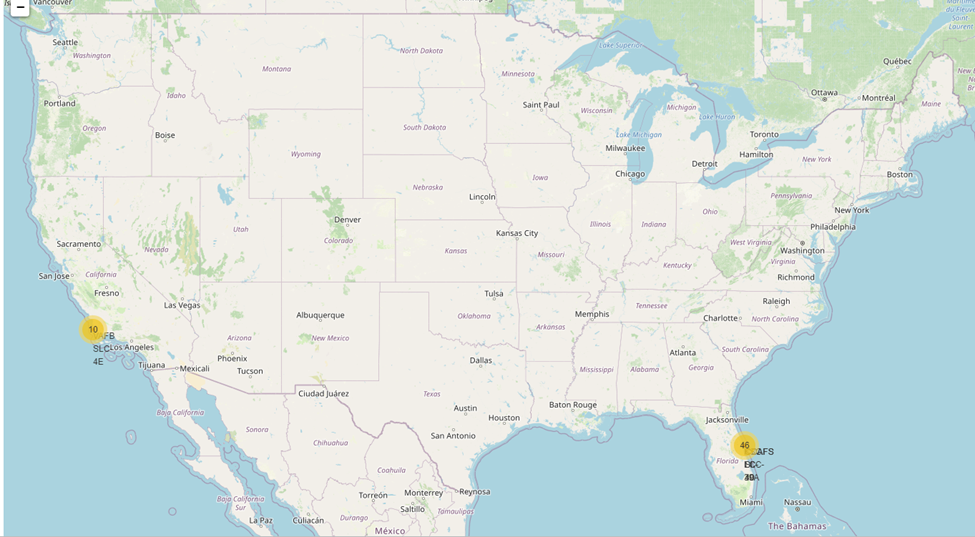 Vancouver
−
Seattle
Washington
Montana
North Dakota
Minnesota
Lake Superior
Québec
Ottawa
Montréal
Maine
Portland
Oregon
Idaho
Boise
Saint Paul
Wisconsin
Michigan
Lake Huron
Lake Michigan
Toronto
Hamilton
South Dakota
Wyoming
Milwaukee
Detroit
New York
Boston
Chicago
Iowa
Nebraska
Lincoln
Pennsylvania
Ohio
New York
Philadelphia
Denver
Utah
Colorado
Kansas City
Kansas
Illinois
Indiana
Missouri
West Virginia
Washington
Virginia
Sacramento
Nevada
California
San Jose
Fresno
Kentucky
Richmond
Las Vegas
Tulsa
Raleigh
Albuquerque
Oklahoma
Memphis
Tennessee
Charlotte
North Carolina
10
AFB
SLC-
4E
Los Angeles
Arizona
New Mexico
Arkansas
South Carolina
Phoenix
Tijuana
Mexicali
Tucson
Dallas
Atlanta
Georgia
Mississippi
Alabama
Ciudad Juárez
Texas
Baja California
Austin
Houston
Baton Rouge
Jacksonville
Sonora
Chihuahua
San Antonio
46
AFS
Florida
Coahuila
Baja
California
Sur
Torreón
Monterrey
Reynosa
Miami
Nassau
La Paz
Culiacán
Durango
Saltillo
Tamaulipas
México
The Bahamas